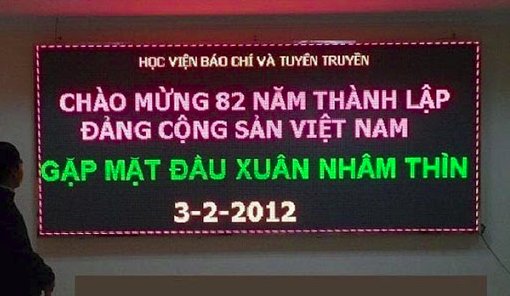 HỌC VIỆN BÁO CHÍ VÀ TUYÊN TRUYỀN
CHÀO MỪNG 82 NĂM THÀNH LẬP
ĐẢNG CỘNG SẢN VIỆT NAM
GẶP MẶT ĐẦU XUÂN NHÂM THÌN
3-2-2012